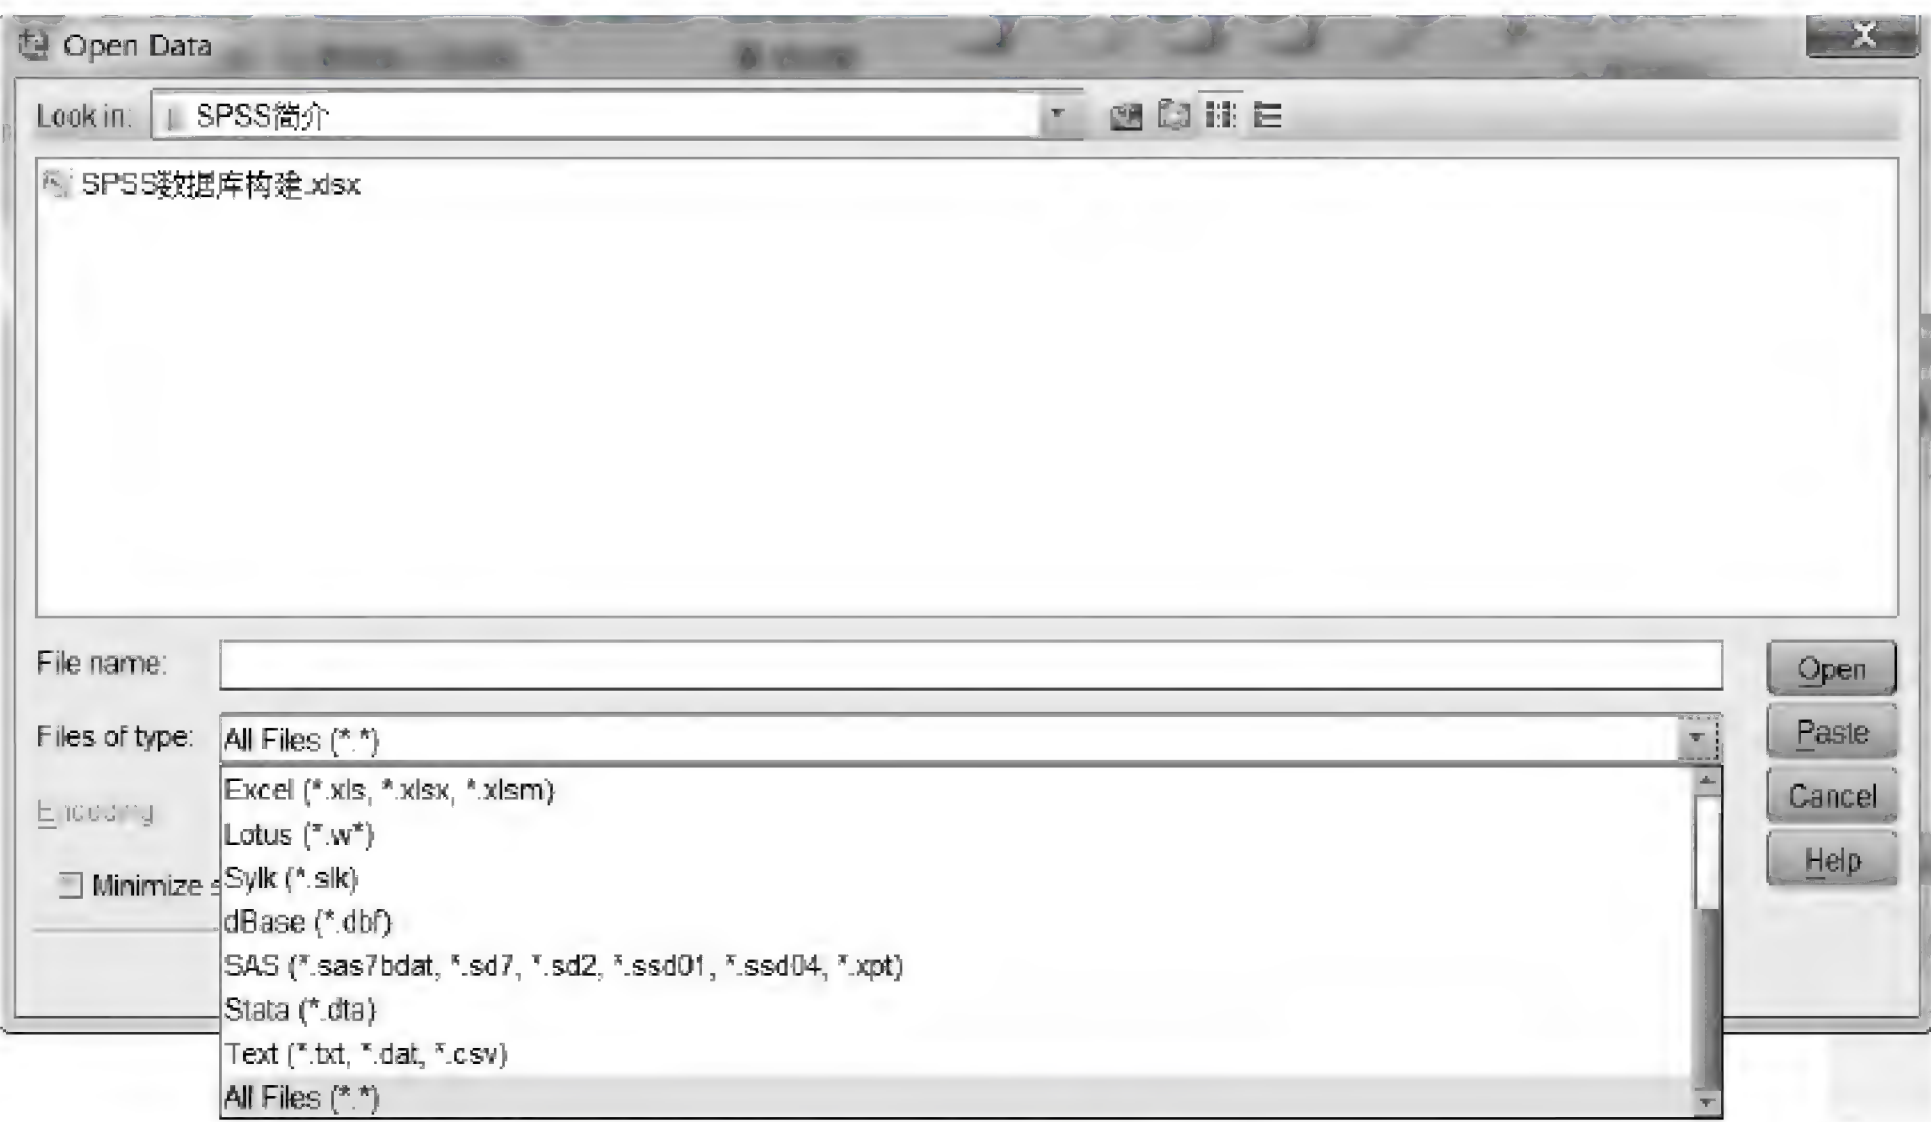 Open Data
Look in: SPSS简介
SPSS数据库构建.xlsx
File name:
Open
Files of type: All Files (*.*)
Paste
Excel (*.xls, *.xlsx, *.xlsm)
Encoding
Cancel
Lotus (*.w*)
Sylk (*.slk)
Help
Minimize s
dBase (*.dbf)
SAS (*.sas7bdat, *.sd7, *.sd2, *.ssd01, *.ssd04, *.xpt)
Stata (*.dta)
Text (*.txt, *.dat, *.csv)
All Files (*.*)